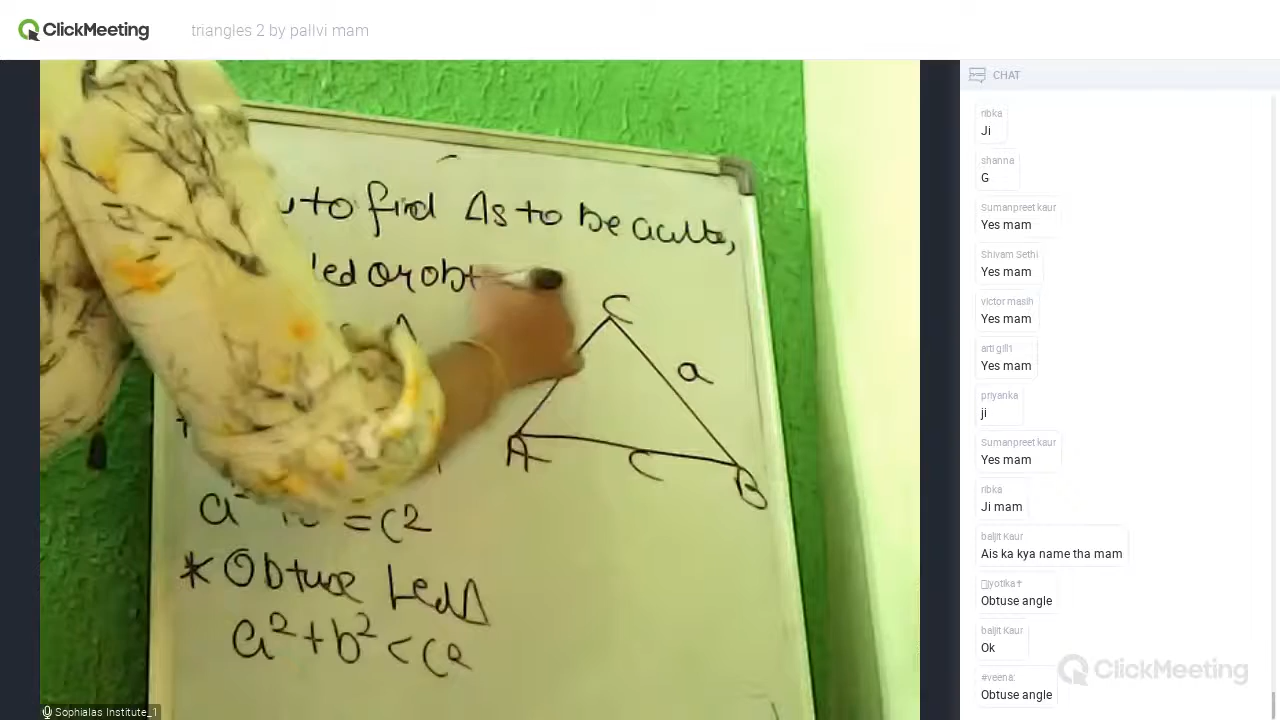 ClickMeeting
triangles 2 by pallvi mam
to find Δs to be acute,
led or obt
C
a
A
C
B
= C2
* Obtuse LedΔ
a2 + b2 < c2
Sophialas Institute_1
CHAT
ribka
Ji
shanna
G
Sumanpreet kaur
Yes mam
Shivam Sethi
Yes mam
victor masih
Yes mam
arti gill1
Yes mam
priyanka
ji
Sumanpreet kaur
Yes mam
ribka
Ji mam
baljit Kaur
Ais ka kya name tha mam
jyotika✝
Obtuse angle
baljit Kaur
Ok
#veena:
Obtuse angle
ClickMeeting